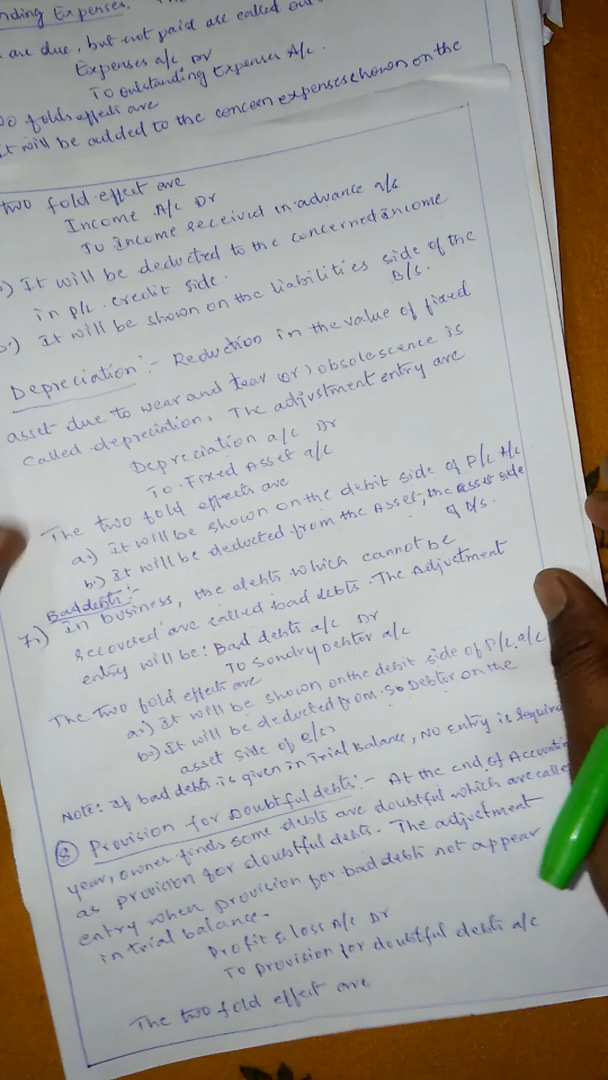 nding Expenses.
are due, but not paid are called out
Expenses a/c Dr
To outstanding Expenses A/c.
wo folds effects are
It will be added to the concern expenses shown on the
Two fold effect are
Income A/c Dr
To Income received in advance a/c
a) It will be deducted to the concerned income
in P/L credit side.
b.) It will be shown on the liabilities side of the
B/s.
Depreciation:- Reduction in the value of fixed
asset due to wear and tear (or) obsolescence is
called depreciation. The adjustment entry are
Depreciation a/c Dr
To Fixed Asset a/c
The two fold effects are
a.) it will be shown on the debit side of P/L A/c
b.) It will be deducted from the Asset, the asset side
of b/s.
7.) Bad debts:-
In business, the debts which cannot be
recovered are called bad debts. The Adjustment
entry will be: Bad debts a/c Dr
To Sundry Debtor a/c
The Two fold effect are
a.) It will be shown on the debit side of P/L a/c
b.) It will be deducted from Debtor on the
asset side of B/s
Note: If bad debts is given in Trial Balance, NO entry is require
8 Provision for Doubtful debts:- At the end of Accountin
year, owner finds some debts are doubtful which are calle
as provision for doubtful debts. The adjustment
entry when provision for bad debts not appear
in trial balance.
Profit & loss A/c Dr
To provision for doubtful debts a/c
The two fold effect are